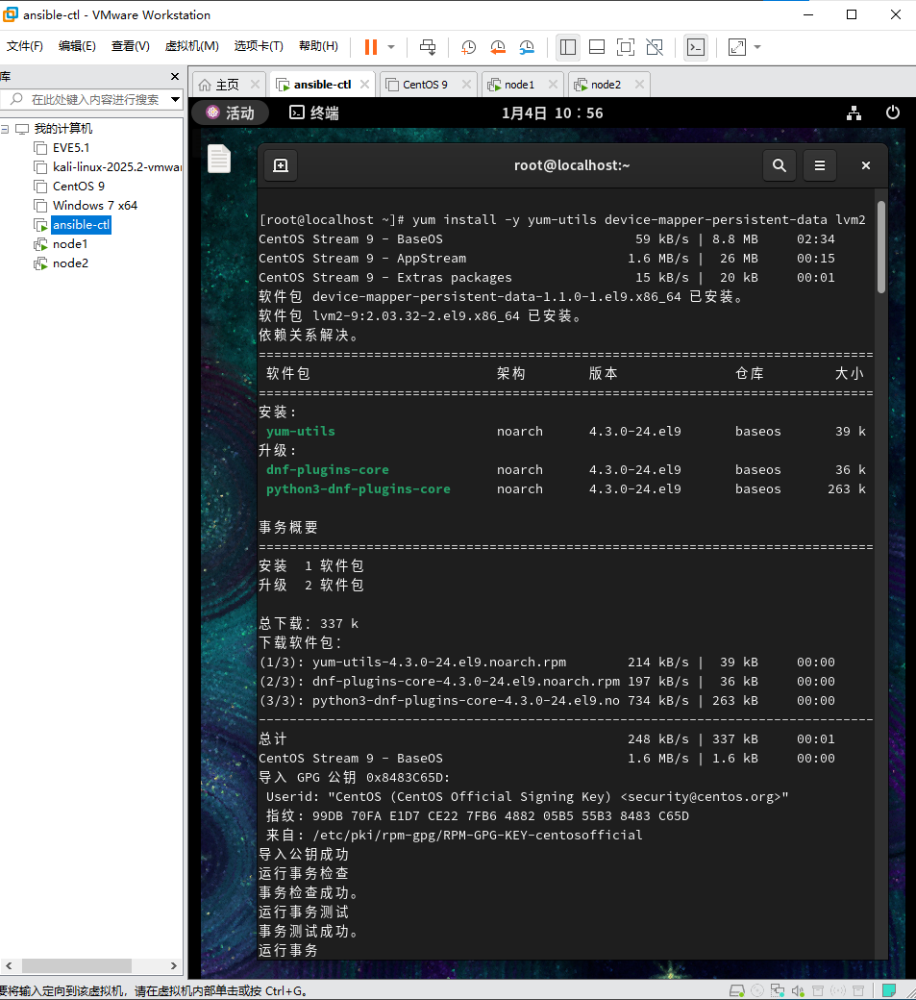 ansible-ctl - VMware Workstation
文件(F) 编辑(E) 查看(V) 虚拟机(M) 选项卡(T) 帮助(H)
库
在此处键入内容进行搜索
我的计算机
EVE5.1
kali-linux-2025.2-vmwar
CentOS 9
Windows 7 x64
ansible-ctl
node1
node2
主页 ansible-ctl CentOS 9 node1 node2
活动 终端 1月4日 10:56
root@localhost:~
[root@localhost ~]# yum install -y yum-utils device-mapper-persistent-data lvm2
CentOS Stream 9 - BaseOS 59 kB/s | 8.8 MB 02:34
CentOS Stream 9 - AppStream 1.6 MB/s | 26 MB 00:15
CentOS Stream 9 - Extras packages 15 kB/s | 20 kB 00:01
软件包 device-mapper-persistent-data-1.1.0-1.el9.x86_64 已安装。
软件包 lvm2-9:2.03.32-2.el9.x86_64 已安装。
依赖关系解决。
================================================================================
软件包 架构 版本 仓库 大小
================================================================================
安装:
yum-utils noarch 4.3.0-24.el9 baseos 39 k
升级:
dnf-plugins-core noarch 4.3.0-24.el9 baseos 36 k
python3-dnf-plugins-core noarch 4.3.0-24.el9 baseos 263 k
事务概要
================================================================================
安装 1 软件包
升级 2 软件包
总下载：337 k
下载软件包：
(1/3): yum-utils-4.3.0-24.el9.noarch.rpm 214 kB/s | 39 kB 00:00
(2/3): dnf-plugins-core-4.3.0-24.el9.noarch.rpm 197 kB/s | 36 kB 00:00
(3/3): python3-dnf-plugins-core-4.3.0-24.el9.no 734 kB/s | 263 kB 00:00
--------------------------------------------------------------------------------
总计 248 kB/s | 337 kB 00:01
CentOS Stream 9 - BaseOS 1.6 MB/s | 1.6 kB 00:00
导入 GPG 公钥 0x8483C65D:
Userid: "CentOS (CentOS Official Signing Key) <security@centos.org>"
指纹: 99DB 70FA E1D7 CE22 7FB6 4882 05B5 55B3 8483 C65D
来自: /etc/pki/rpm-gpg/RPM-GPG-KEY-centosofficial
导入公钥成功
运行事务检查
事务检查成功。
运行事务测试
事务测试成功。
运行事务
要将输入定向到该虚拟机，请在虚拟机内部单击或按 Ctrl+G。